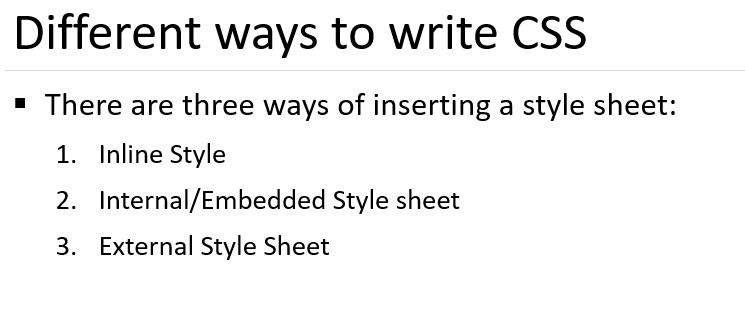 Different ways to write CSS
▪ There are three ways of inserting a style sheet:
1. Inline Style
2. Internal/Embedded Style sheet
3. External Style Sheet